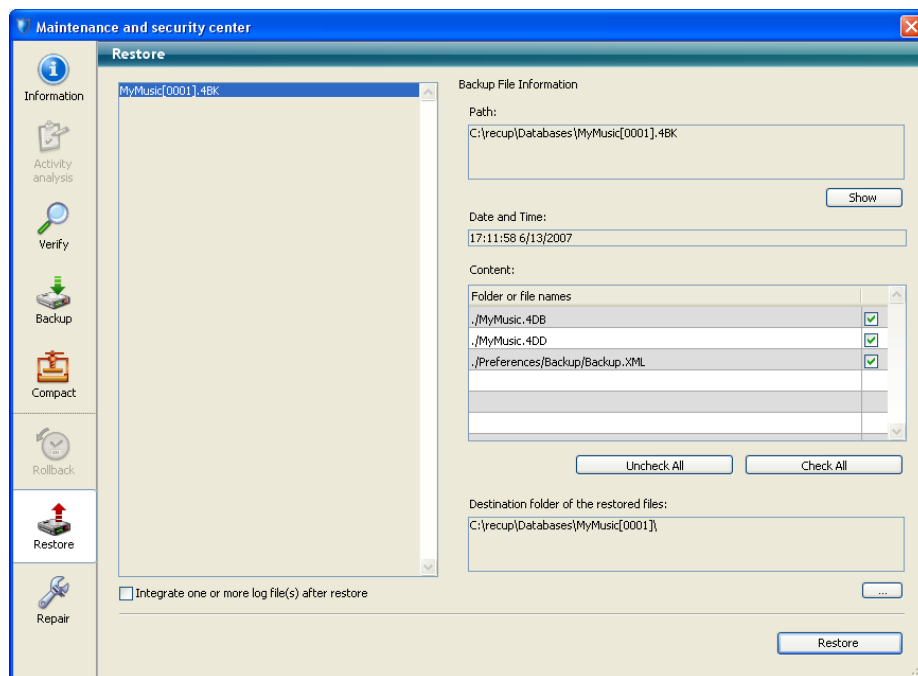 Maintenance and security center
Information
Activity
analysis
Verify
Backup
Compact
Rollback
Restore
Repair
Restore
MyMusic[0001].4BK
Integrate one or more log file(s) after restore
Backup File Information
Path:
C:\recup\Databases\MyMusic[0001].4BK
Show
Date and Time:
17:11:58 6/13/2007
Content:
Folder or file names
./MyMusic.4DB
./MyMusic.4DD
./Preferences/Backup/Backup.XML
Uncheck All Check All
Destination folder of the restored files:
C:\recup\Databases\MyMusic[0001]\
...
Restore